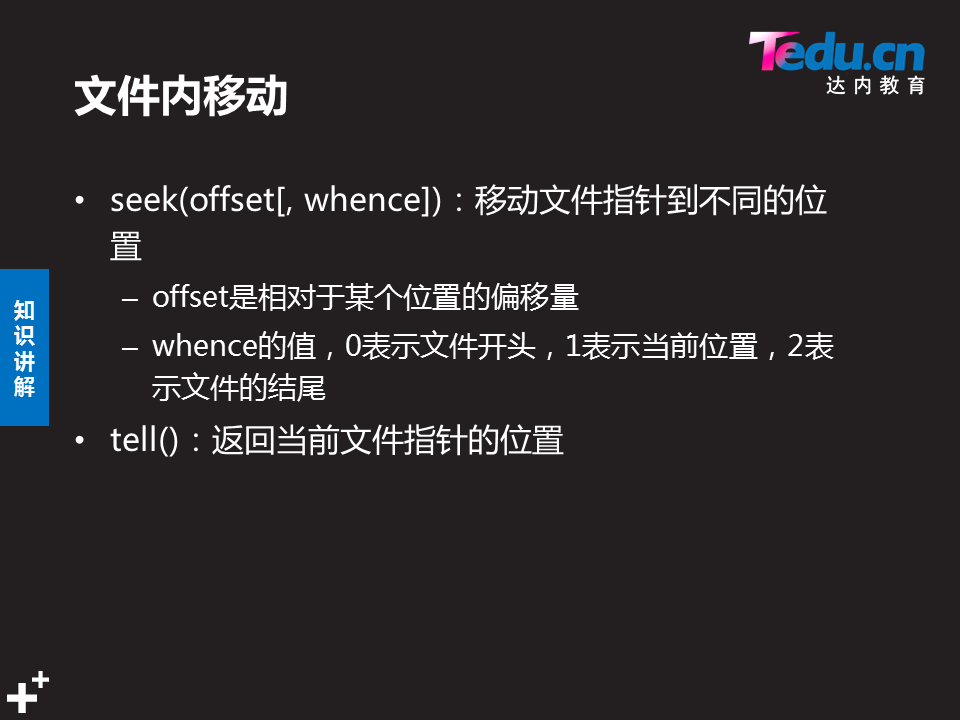 Tedu.cn
达内教育
文件内移动
• seek(offset[, whence])：移动文件指针到不同的位
置
– offset是相对于某个位置的偏移量
– whence的值，0表示文件开头，1表示当前位置，2表
示文件的结尾
• tell()：返回当前文件指针的位置
知
识
讲
解